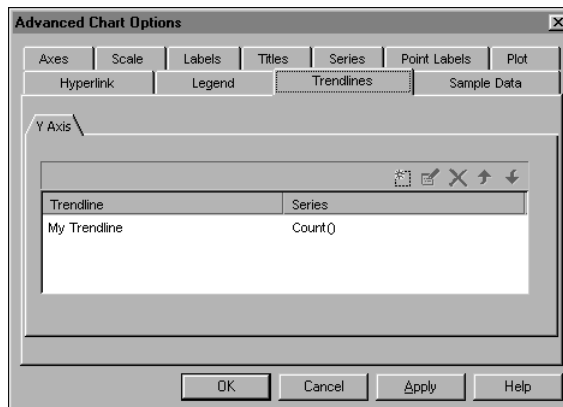 Advanced Chart Options
Axes Scale Labels Titles Series Point Labels Plot
Hyperlink Legend Trendlines Sample Data
Y Axis
Trendline Series
My Trendline Count()
OK Cancel Apply Help